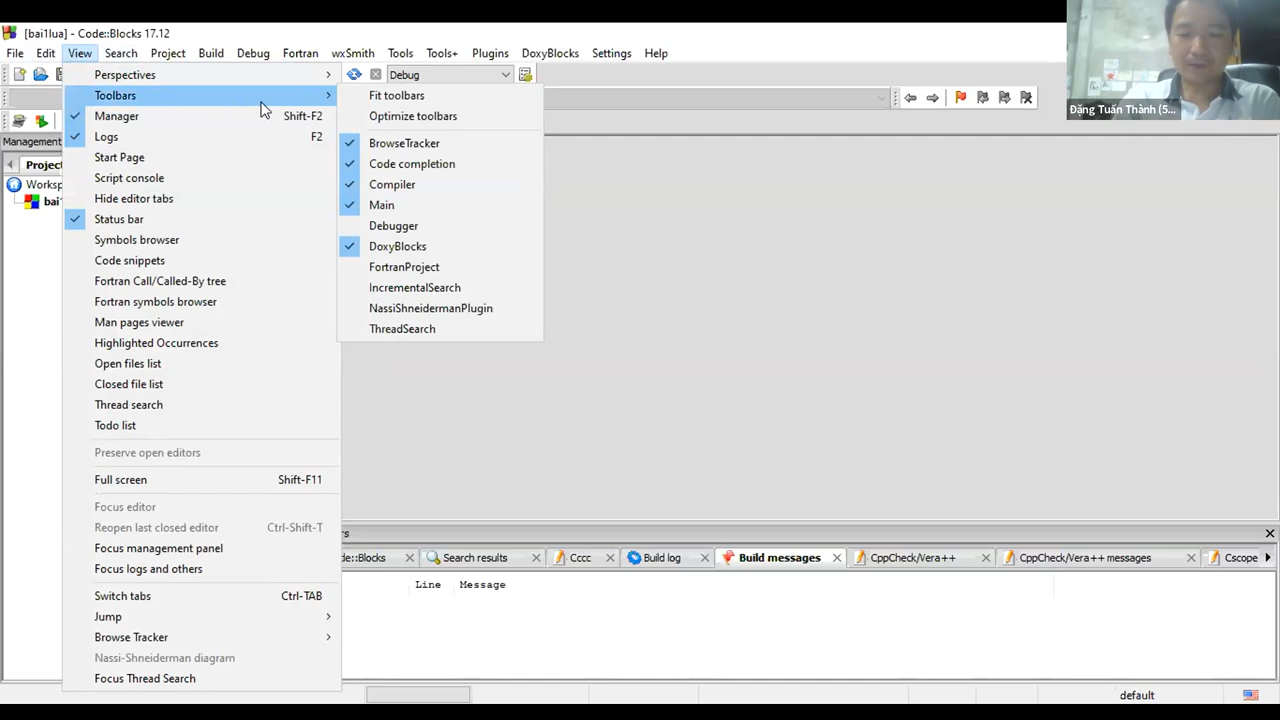 [bai1lua] - Code::Blocks 17.12
File Edit View Search Project Build Debug Fortran wxSmith Tools Tools+ Plugins DoxyBlocks Settings Help
Debug
Đặng Tuấn Thành (5...
Management
Project
Worksp
bai
Perspectives
Toolbars
Manager Shift-F2
Logs F2
Start Page
Script console
Hide editor tabs
Status bar
Symbols browser
Code snippets
Fortran Call/Called-By tree
Fortran symbols browser
Man pages viewer
Highlighted Occurrences
Open files list
Closed file list
Thread search
Todo list
Preserve open editors
Full screen Shift-F11
Focus editor
Reopen last closed editor Ctrl-Shift-T
Focus management panel
Focus logs and others
Switch tabs Ctrl-TAB
Jump
Browse Tracker
Nassi-Shneiderman diagram
Focus Thread Search
Fit toolbars
Optimize toolbars
BrowseTracker
Code completion
Compiler
Main
Debugger
DoxyBlocks
FortranProject
IncrementalSearch
NassiShneidermanPlugin
ThreadSearch
rs
de::Blocks Search results Cccc Build log Build messages CppCheck/Vera++ CppCheck/Vera++ messages Cscope
Line Message
default